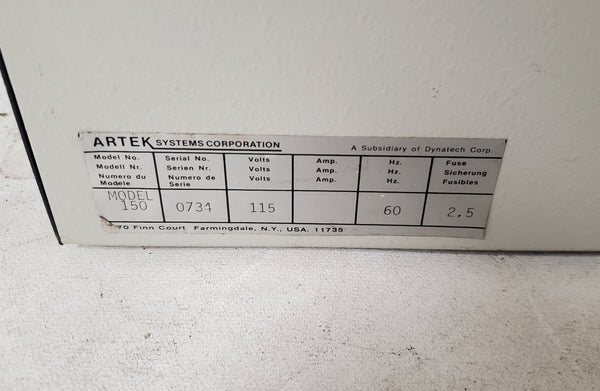 ARTEK SYSTEMS CORPORATION A Subsidiary of Dynatech Corp.
Model No. Serial No. Volts Amp. Hz. Fuse
Modell Nr. Serien Nr. Volts Amp. Hz. Sicherung
Numero du Numero de Volts Amp. Hz. Fusibles
Modele Serie
MODEL
150 0734 115 60 2.5
70 Finn Court Farmingdale, N.Y., USA. 11735